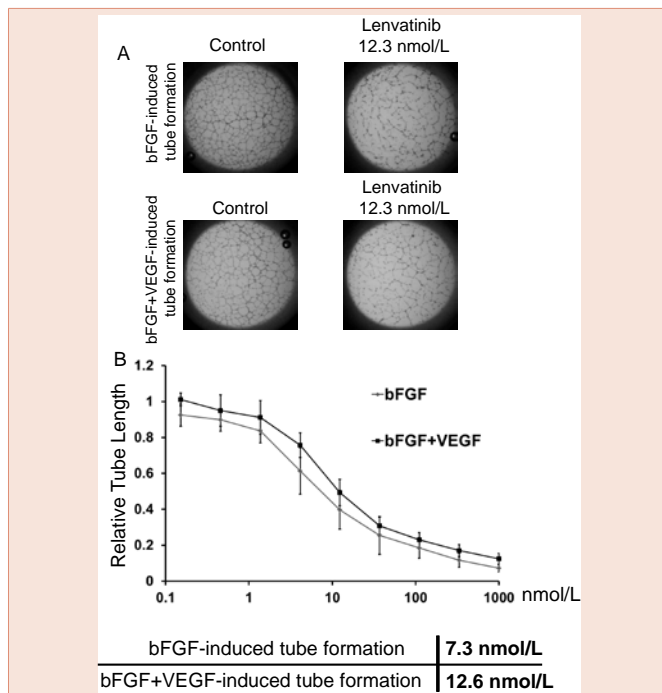 A
Control
Lenvatinib
12.3 nmol/L
bFGF-induced
tube formation
Control
Lenvatinib
12.3 nmol/L
bFGF+VEGF-induced
tube formation
B
Relative Tube Length
1.2
1
0.8
0.6
0.4
0.2
0
bFGF
bFGF+VEGF
0.1
1
10
100
1000
nmol/L
bFGF-induced tube formation 7.3 nmol/L
bFGF+VEGF-induced tube formation 12.6 nmol/L